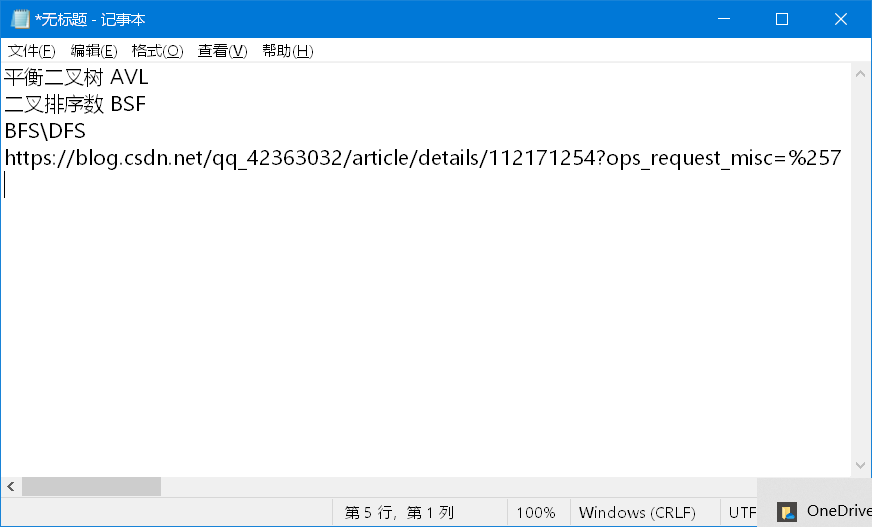 *无标题 - 记事本
文件(F) 编辑(E) 格式(O) 查看(V) 帮助(H)
平衡二叉树 AVL
二叉排序数 BSF
BFS\DFS
https://blog.csdn.net/qq_42363032/article/details/112171254?ops_request_misc=%257
第 5 行，第 1 列 100% Windows (CRLF) UTF
OneDrive